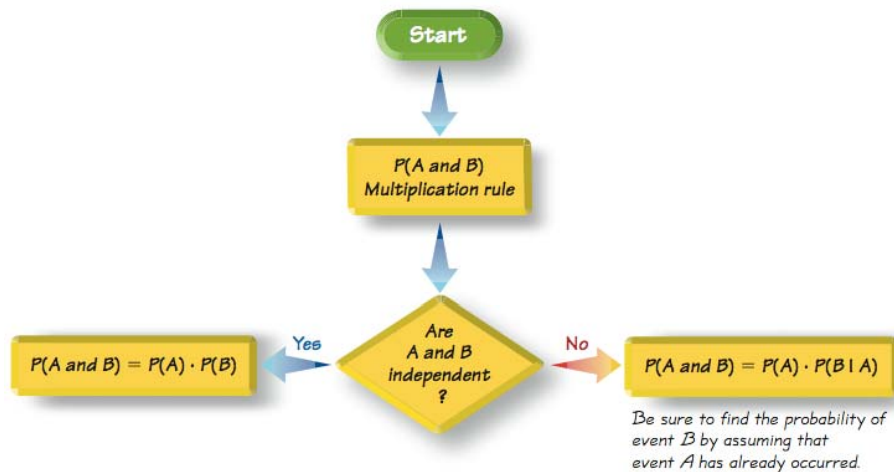 Start
P(A and B)
Multiplication rule
Are
A and B
independent
?
Yes
No
P(A and B) = P(A) · P(B)
P(A and B) = P(A) · P(B | A)
Be sure to find the probability of
event B by assuming that
event A has already occurred.